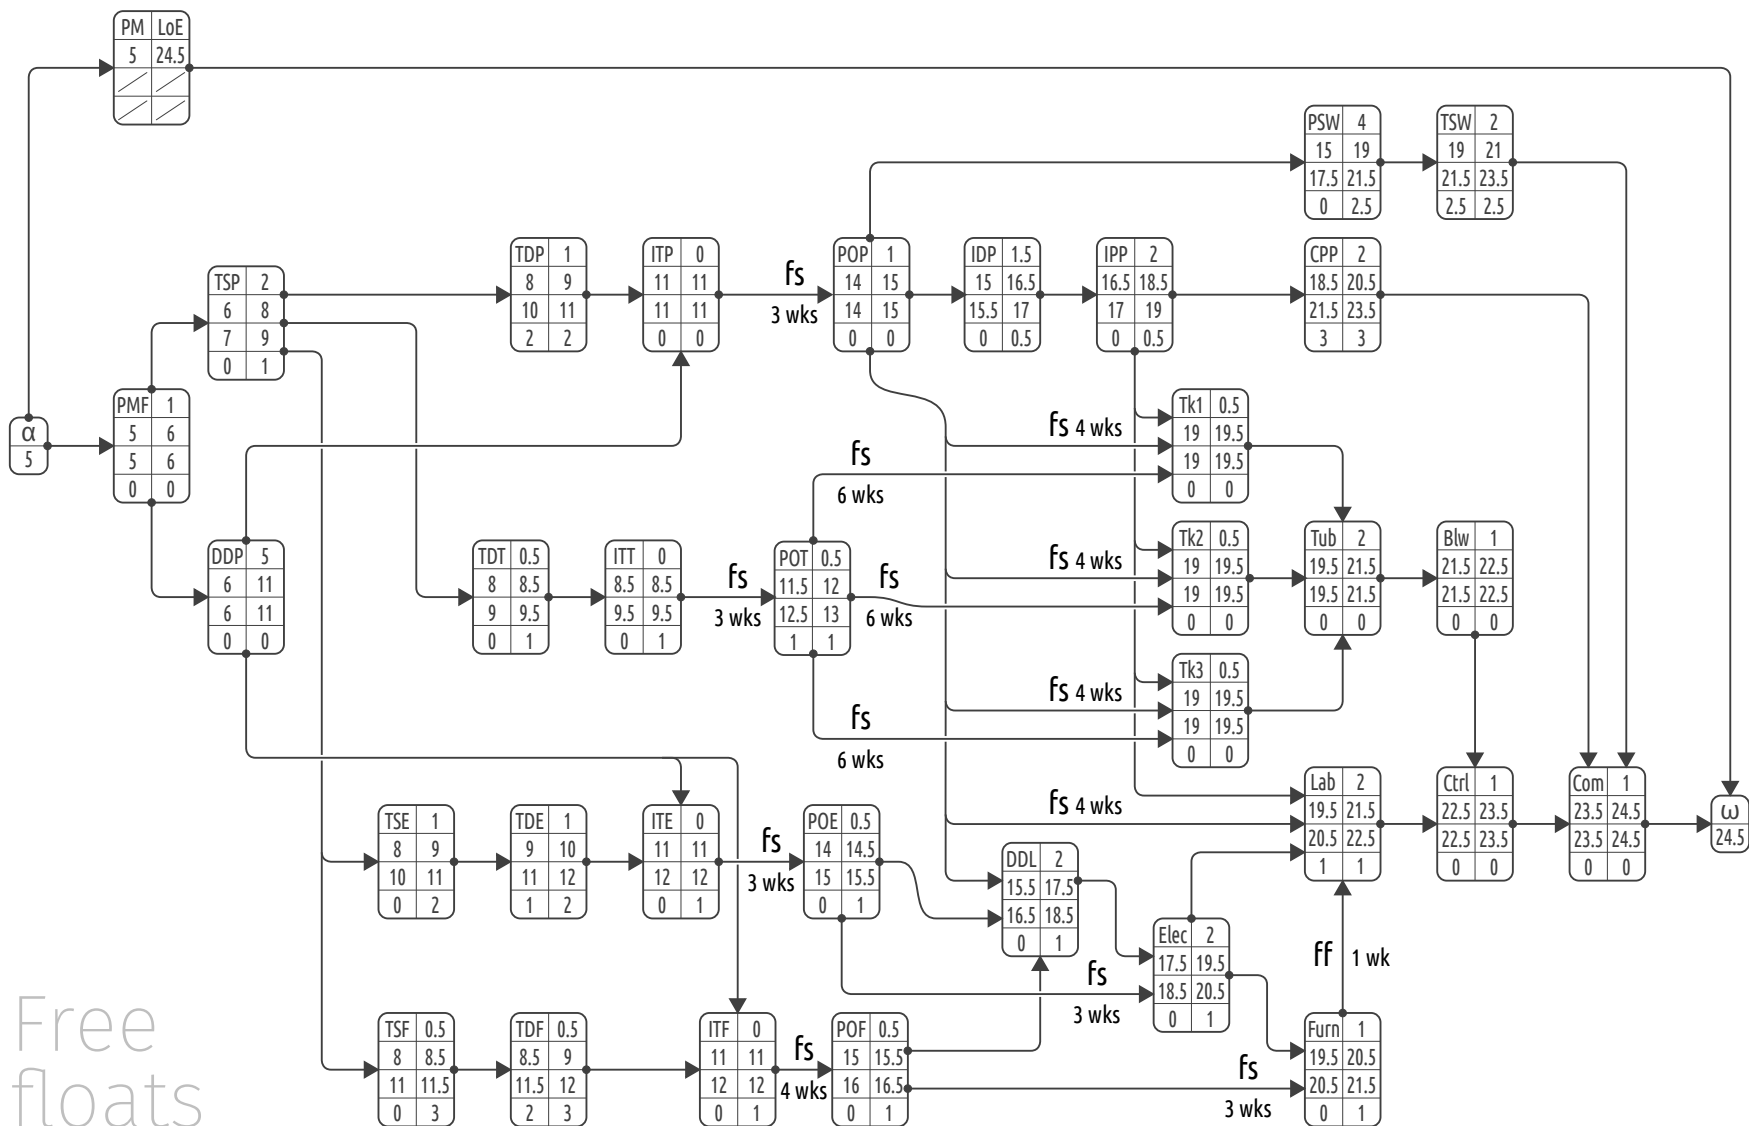 PM LoE
5 24.5
PSW 4
15 19
17.5 21.5
0 2.5
TSW 2
19 21
21.5 23.5
2.5 2.5
TSP 2
6 8
7 9
0 1
TDP 1
8 9
10 11
2 2
ITP 0
11 11
11 11
0 0
fs
3 wks
POP 1
14 15
14 15
0 0
IDP 1.5
15 16.5
15.5 17
0 0.5
IPP 2
16.5 18.5
17 19
0 0.5
CPP 2
18.5 20.5
21.5 23.5
3 3
α
5
PMF 1
5 6
5 6
0 0
fs 4 wks
fs
6 wks
Tk1 0.5
19 19.5
19 19.5
0 0
DDP 5
6 11
6 11
0 0
TDT 0.5
8 8.5
9 9.5
0 1
ITT 0
8.5 8.5
9.5 9.5
0 1
fs
3 wks
POT 0.5
11.5 12
12.5 13
1 1
fs
6 wks
fs 4 wks
Tk2 0.5
19 19.5
19 19.5
0 0
Tub 2
19.5 21.5
19.5 21.5
0 0
Blw 1
21.5 22.5
21.5 22.5
0 0
fs 4 wks
fs
6 wks
Tk3 0.5
19 19.5
19 19.5
0 0
TSE 1
8 9
10 11
0 2
TDE 1
9 10
11 12
1 2
ITE 0
11 11
12 12
0 1
fs
3 wks
POE 0.5
14 14.5
15 15.5
0 1
fs 4 wks
DDL 2
15.5 17.5
16.5 18.5
0 1
Lab 2
19.5 21.5
20.5 22.5
1 1
Ctrl 1
22.5 23.5
22.5 23.5
0 0
Com 1
23.5 24.5
23.5 24.5
0 0
ω
24.5
fs
3 wks
Elec 2
17.5 19.5
18.5 20.5
0 1
ff 1 wk
Free
floats
TSF 0.5
8 8.5
11 11.5
0 3
TDF 0.5
8.5 9
11.5 12
2 3
ITF 0
11 11
12 12
0 1
fs
4 wks
POF 0.5
15 15.5
16 16.5
0 1
fs
3 wks
Furn 1
19.5 20.5
20.5 21.5
0 1